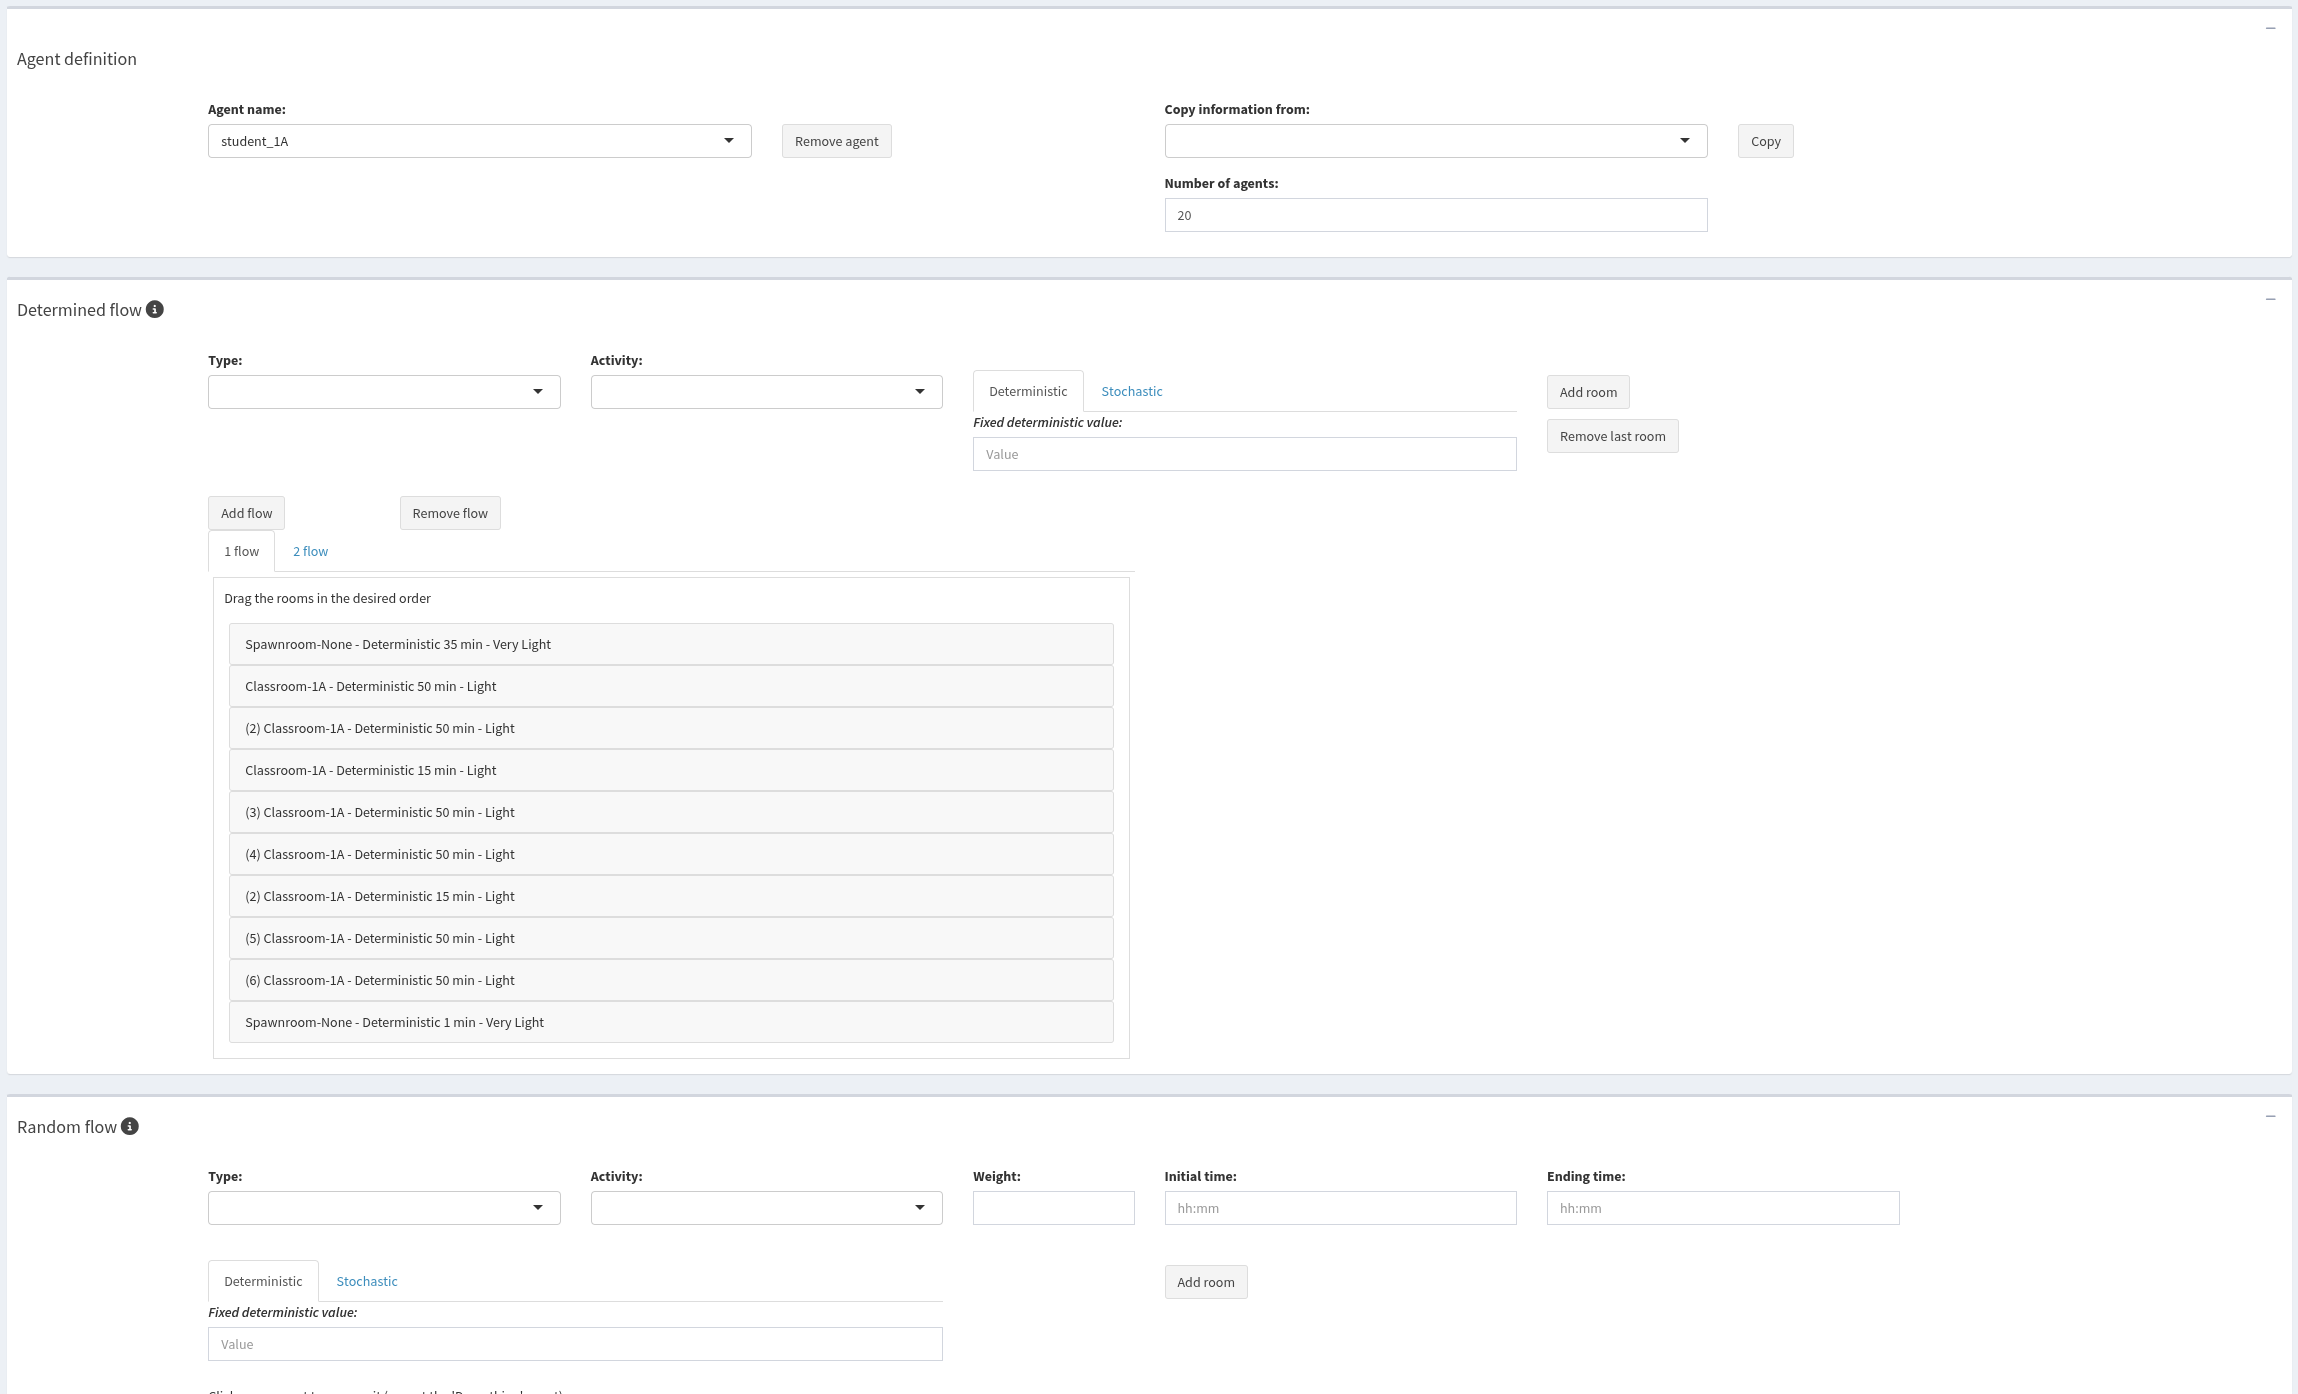 Agent definition
Agent name:
Copy information from:
student_1A
Remove agent
Copy
Number of agents:
20
Determined flow
Type:
Activity:
Deterministic
Stochastic
Add room
Fixed deterministic value:
Remove last room
Value
Add flow
Remove flow
1 flow
2 flow
Drag the rooms in the desired order
Spawnroom-None - Deterministic 35 min - Very Light
Classroom-1A - Deterministic 50 min - Light
(2) Classroom-1A - Deterministic 50 min - Light
Classroom-1A - Deterministic 15 min - Light
(3) Classroom-1A - Deterministic 50 min - Light
(4) Classroom-1A - Deterministic 50 min - Light
(2) Classroom-1A - Deterministic 15 min - Light
(5) Classroom-1A - Deterministic 50 min - Light
(6) Classroom-1A - Deterministic 50 min - Light
Spawnroom-None - Deterministic 1 min - Very Light
Random flow
Type:
Activity:
Weight:
Initial time:
Ending time:
hh:mm
hh:mm
Deterministic
Stochastic
Add room
Fixed deterministic value:
Value